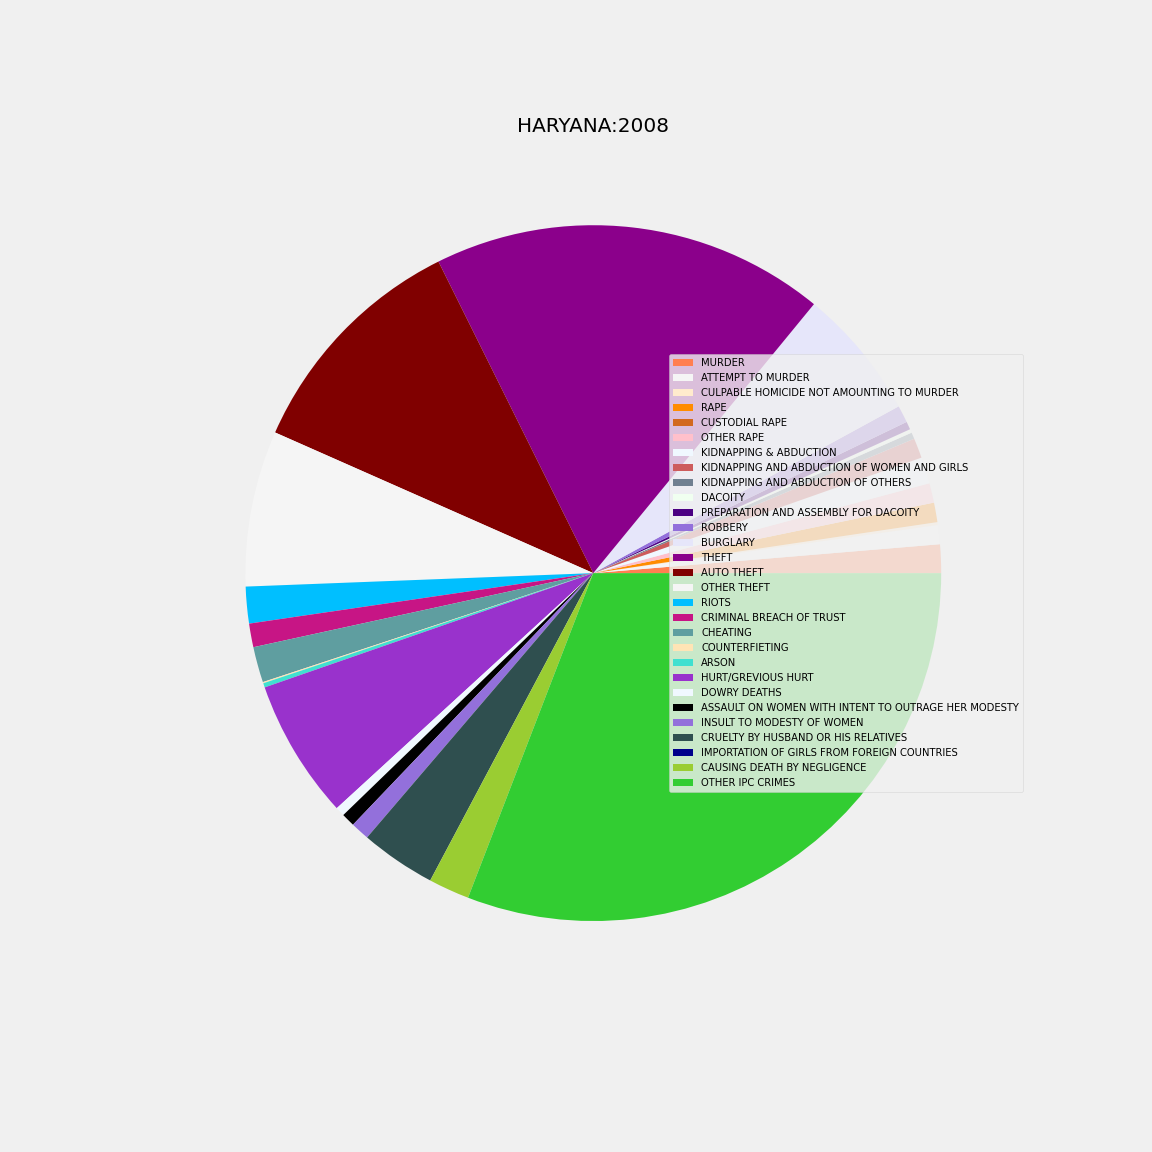 HARYANA:2008
MURDER
ATTEMPT TO MURDER
CULPABLE HOMICIDE NOT AMOUNTING TO MURDER
RAPE
CUSTODIAL RAPE
OTHER RAPE
KIDNAPPING & ABDUCTION
KIDNAPPING AND ABDUCTION OF WOMEN AND GIRLS
KIDNAPPING AND ABDUCTION OF OTHERS
DACOITY
PREPARATION AND ASSEMBLY FOR DACOITY
ROBBERY
BURGLARY
THEFT
AUTO THEFT
OTHER THEFT
RIOTS
CRIMINAL BREACH OF TRUST
CHEATING
COUNTERFIETING
ARSON
HURT/GREVIOUS HURT
DOWRY DEATHS
ASSAULT ON WOMEN WITH INTENT TO OUTRAGE HER MODESTY
INSULT TO MODESTY OF WOMEN
CRUELTY BY HUSBAND OR HIS RELATIVES
IMPORTATION OF GIRLS FROM FOREIGN COUNTRIES
CAUSING DEATH BY NEGLIGENCE
OTHER IPC CRIMES